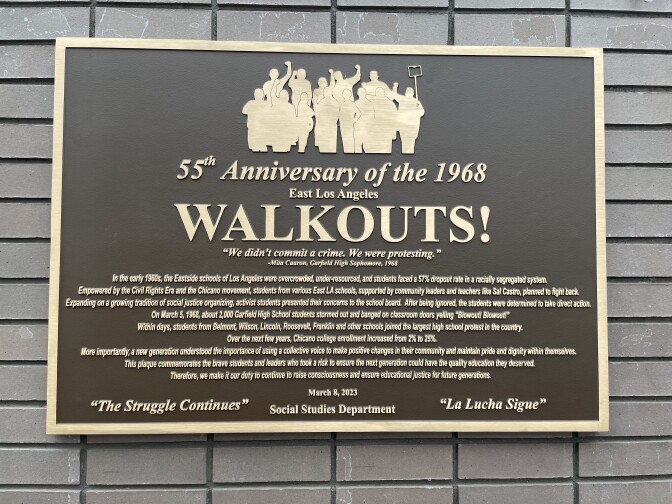 55th Anniversary of the 1968
East Los Angeles
WALKOUTS!
"We didn't commit a crime. We were protesting."
-Mita Cuaron, Garfield High Sophomore, 1968
In the early 1960s, the Eastside schools of Los Angeles were overcrowded, under-resourced, and students faced a 57% dropout rate in a racially segregated system.
Empowered by the Civil Rights Era and the Chicano movement, students from various East LA schools, supported by community leaders and teachers like Sal Castro, planned to fight back.
Expanding on a growing tradition of social justice organizing, activist students presented their concerns to the school board. After being ignored, the students were determined to take direct action.
On March 5, 1968, about 2,000 Garfield High School students stormed out and banged on classroom doors yelling "Blowout! Blowout!"
Within days, students from Belmont, Wilson, Lincoln, Roosevelt, Franklin and other schools joined the largest high school protest in the country.
Over the next few years, Chicano college enrollment increased from 2% to 25%.
More importantly, a new generation understood the importance of using a collective voice to make positive changes in their community and maintain pride and dignity within themselves.
This plaque commemorates the brave students and leaders who took a risk to ensure the next generation could have the quality education they deserved.
Therefore, we make it our duty to continue to raise consciousness and ensure educational justice for future generations.
March 8, 2023
"The Struggle Continues" Social Studies Department "La Lucha Sigue"